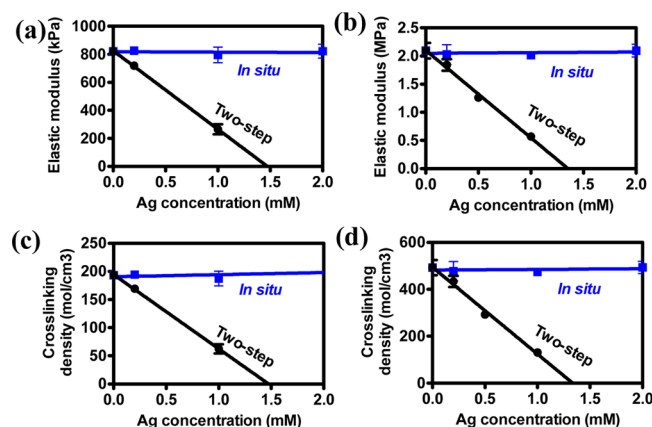 (a)
Elastic modulus (kPa)
1000
800
600
400
200
0
In situ
Two-step
0.0 0.5 1.0 1.5 2.0
Ag concentration (mM)
(b)
Elastic modulus (MPa)
2.5
2.0
1.5
1.0
0.5
0.0
In situ
Two-step
0.0 0.5 1.0 1.5 2.0
Ag concentration (mM)
(c)
Crosslinking
density (mol/cm3)
250
200
150
100
50
0
In situ
Two-step
0.0 0.5 1.0 1.5 2.0
Ag concentration (mM)
(d)
Crosslinking
density (mol/cm3)
600
400
200
0
In situ
Two-step
0.0 0.5 1.0 1.5 2.0
Ag concentration (mM)